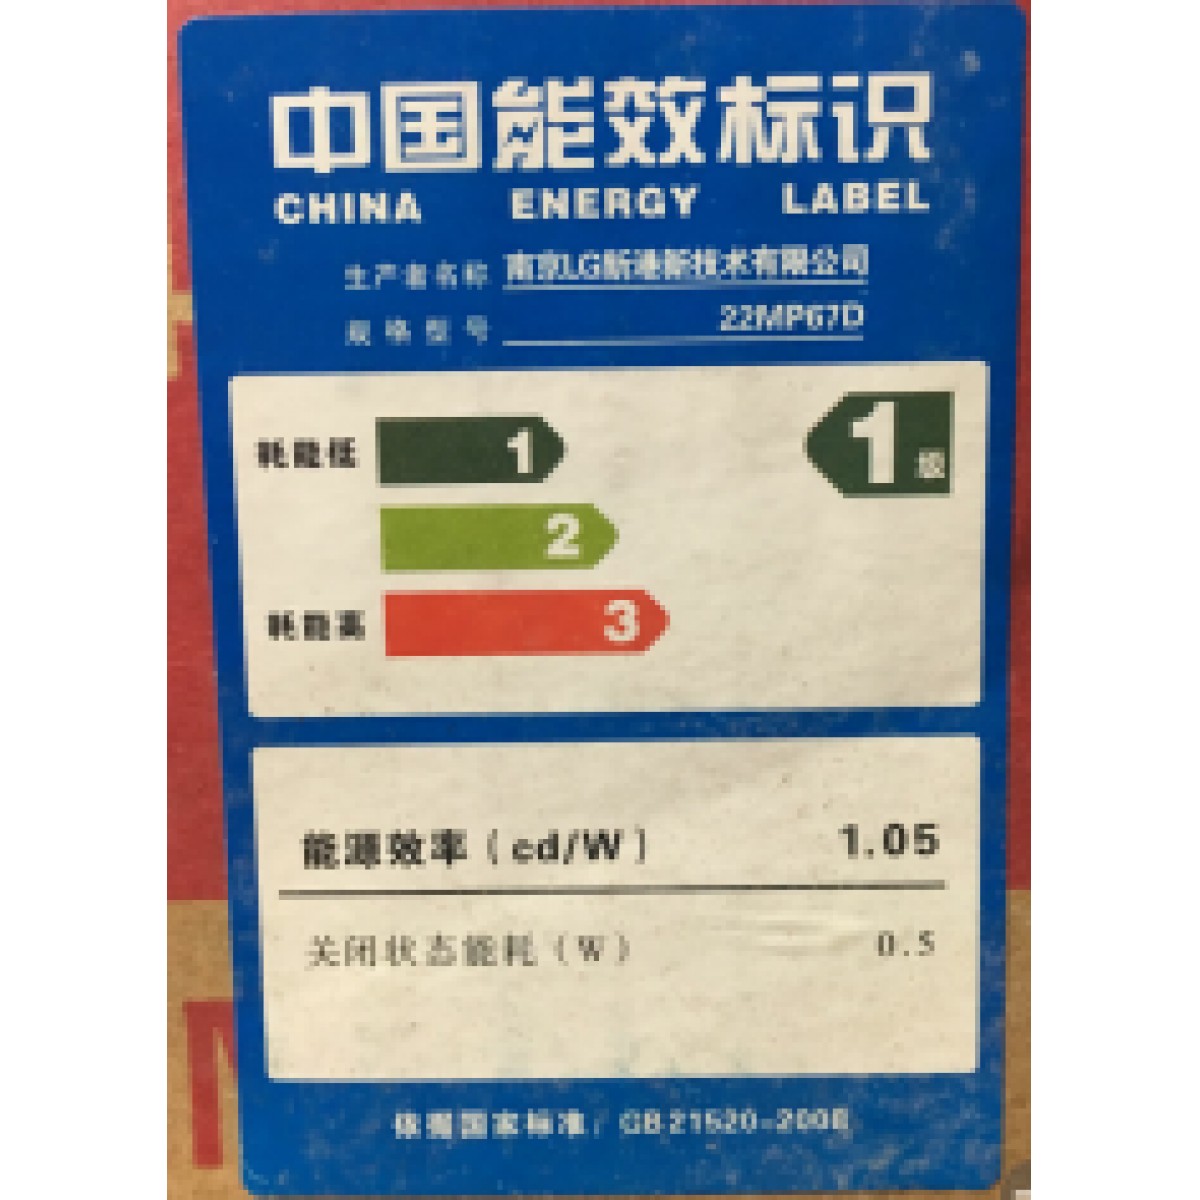 中国能效标识
CHINA ENERGY LABEL
生产者名称 南京LG新港新技术有限公司
规格型号 22MP67D
耗能低 1 1级
2
耗能高 3
能源效率(cd/W) 1.05
关闭状态能耗(W) 0.5
依据国家标准: GB 21520-2008